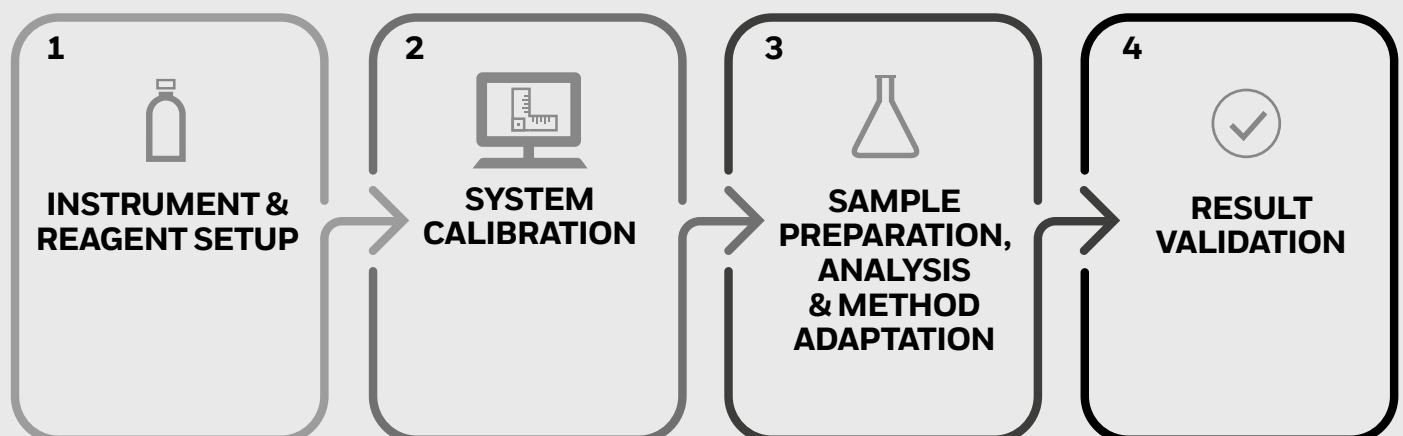 1
INSTRUMENT &
REAGENT SETUP
2
SYSTEM
CALIBRATION
3
SAMPLE
PREPARATION,
ANALYSIS
& METHOD
ADAPTATION
4
RESULT
VALIDATION